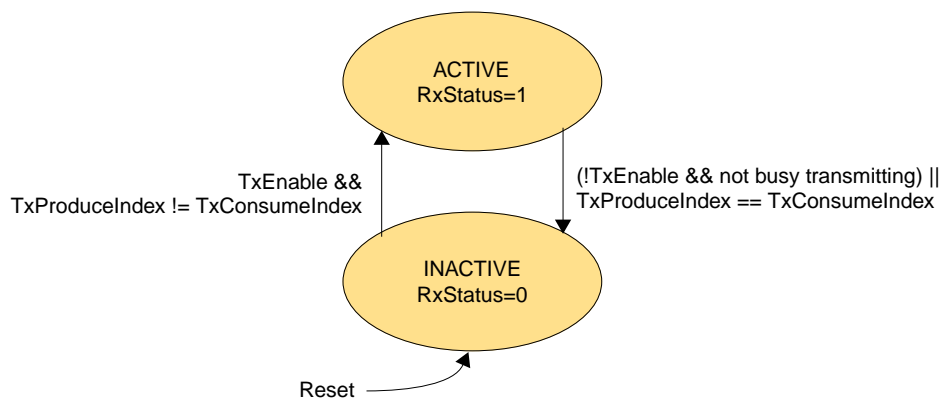 ACTIVE
RxStatus=1
TxEnable &&
TxProduceIndex != TxConsumeIndex
(!TxEnable && not busy transmitting) ||
TxProduceIndex == TxConsumeIndex
INACTIVE
RxStatus=0
Reset